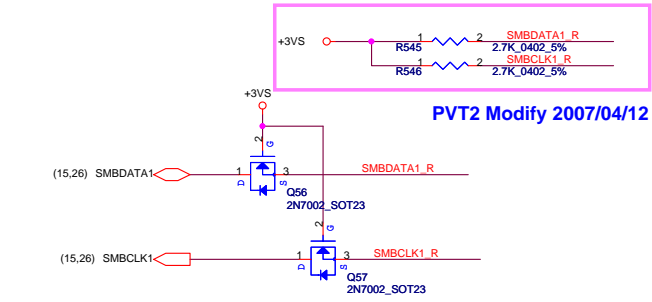 +3VS
1 2 SMBDATA1_R
R545 2.7K_0402_5%
1 2 SMBCLK1_R
R546 2.7K_0402_5%
PVT2 Modify 2007/04/12
+3VS
2
G
(15,26) SMBDATA1 1 3 SMBDATA1_R
D S
Q56
2N7002_SOT23
2
G
(15,26) SMBCLK1 1 3 SMBCLK1_R
D S
Q57
2N7002_SOT23